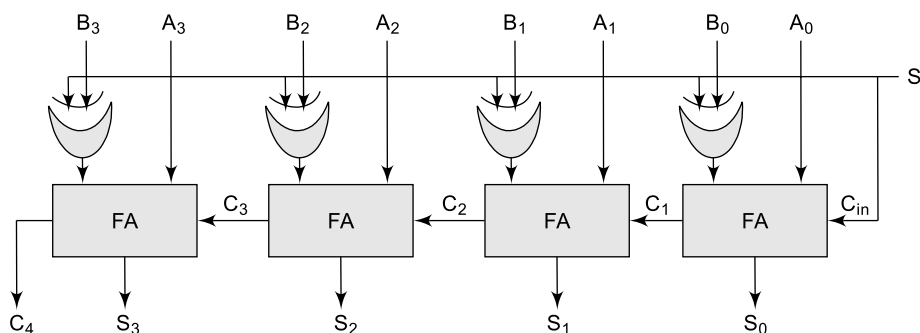 B₃ A₃ B₂ A₂ B₁ A₁ B₀ A₀
S
C₃ C₂ C₁ C_in
FA FA FA FA
C₄ S₃ S₂ S₁ S₀